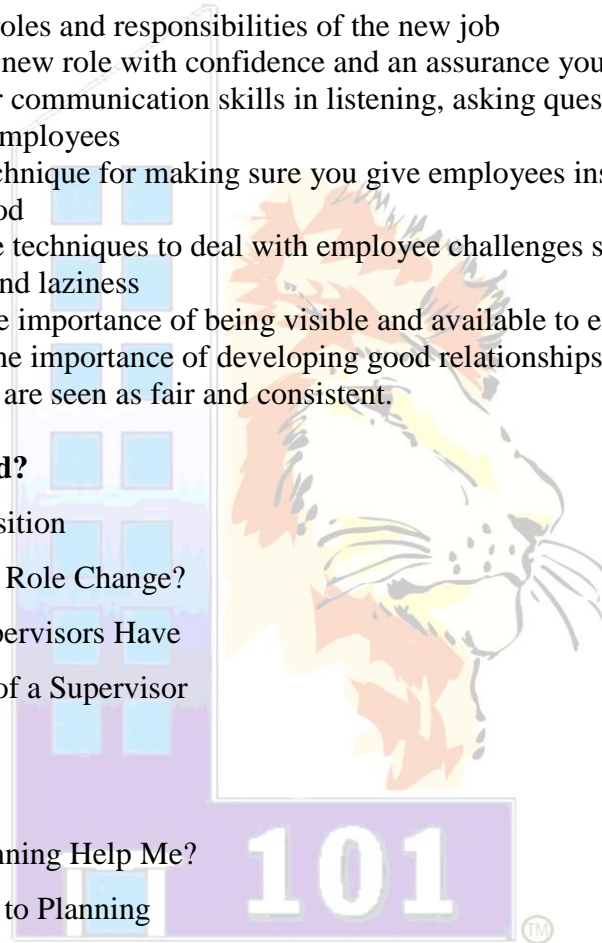 roles and responsibilities of the new job
new role with confidence and an assurance you
communication skills in listening, asking
mployees
chnique for making sure you give employees
od
techniques to deal with employee challenges
nd laziness
e importance of being visible and available to
he importance of developing good relationships
are seen as fair and consistent.
d?
sition
Role Change?
pervisors Have
of a Supervisor
nning Help Me?
to Planning
101
TM